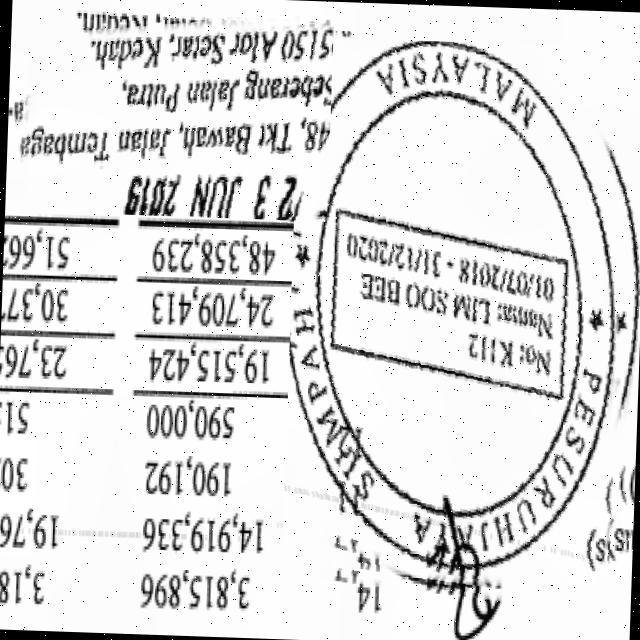 (SYS)
14 3,815,896 3,18
14,919,336 19,76
190,192 30
590,000 51
19,515,424 23,76
24,709,413 30,37
48,358,239 51,66
PESURUHJAYA SUMPAH
MALAYSIA
No: K112
Nama: LIM SOO BEE
01/07/2018 - 31/12/2020
2 3 JUN 2019
48, Tkt Bawah, Jalan Tembaga
Seberang Jalan Putra,
05150 Alor Setar, Kedah.